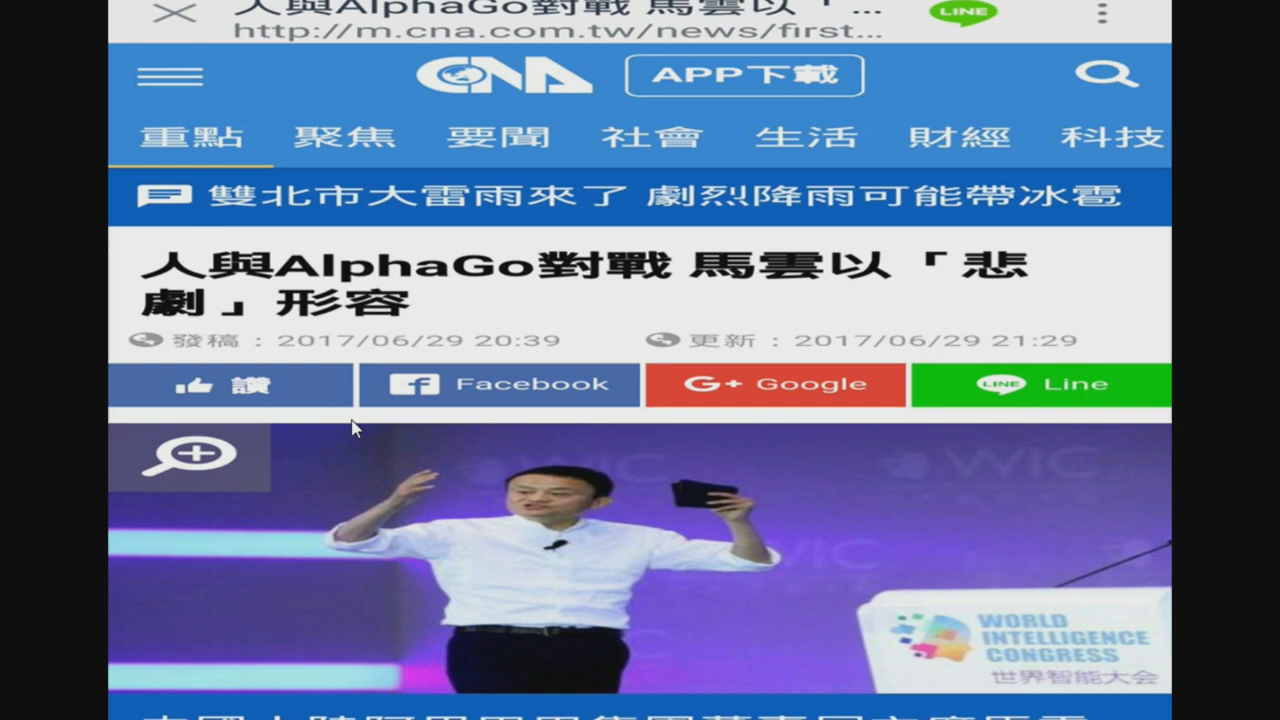 人與AlphaGo對戰 馬雲以「...
LINE
http://m.cna.com.tw/news/first...
CNA
APP下載
重點 聚焦 要聞 社會 生活 財經 科技
雙北市大雷雨來了 劇烈降雨可能帶冰雹
人與AlphaGo對戰 馬雲以「悲
劇」形容
發稿：2017/06/29 20:39 更新：2017/06/29 21:29
讚 Facebook G+ Google LINE Line
WIC
WIC
WIC
WORLD
INTELLIGENCE
CONGRESS
世界智能大会